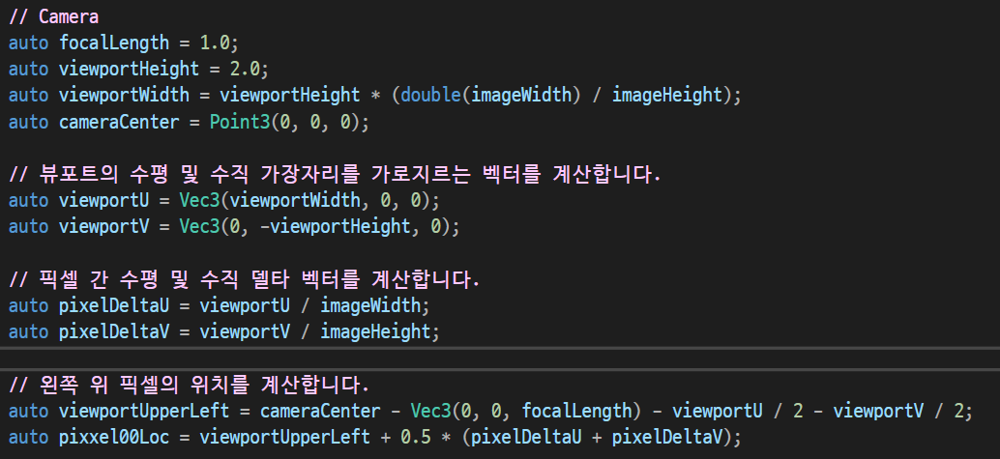 // Camera
auto focalLength = 1.0;
auto viewportHeight = 2.0;
auto viewportWidth = viewportHeight * (double(imageWidth) / imageHeight);
auto cameraCenter = Point3(0, 0, 0);
// 뷰포트의 수평 및 수직 가장자리를 가로지르는 벡터를 계산합니다.
auto viewportU = Vec3(viewportWidth, 0, 0);
auto viewportV = Vec3(0, -viewportHeight, 0);
// 픽셀 간 수평 및 수직 델타 벡터를 계산합니다.
auto pixelDeltaU = viewportU / imageWidth;
auto pixelDeltaV = viewportV / imageHeight;
// 왼쪽 위 픽셀의 위치를 계산합니다.
auto viewportUpperLeft = cameraCenter - Vec3(0, 0, focalLength) - viewportU / 2 - viewportV / 2;
auto pixxel00Loc = viewportUpperLeft + 0.5 * (pixelDeltaU + pixelDeltaV);